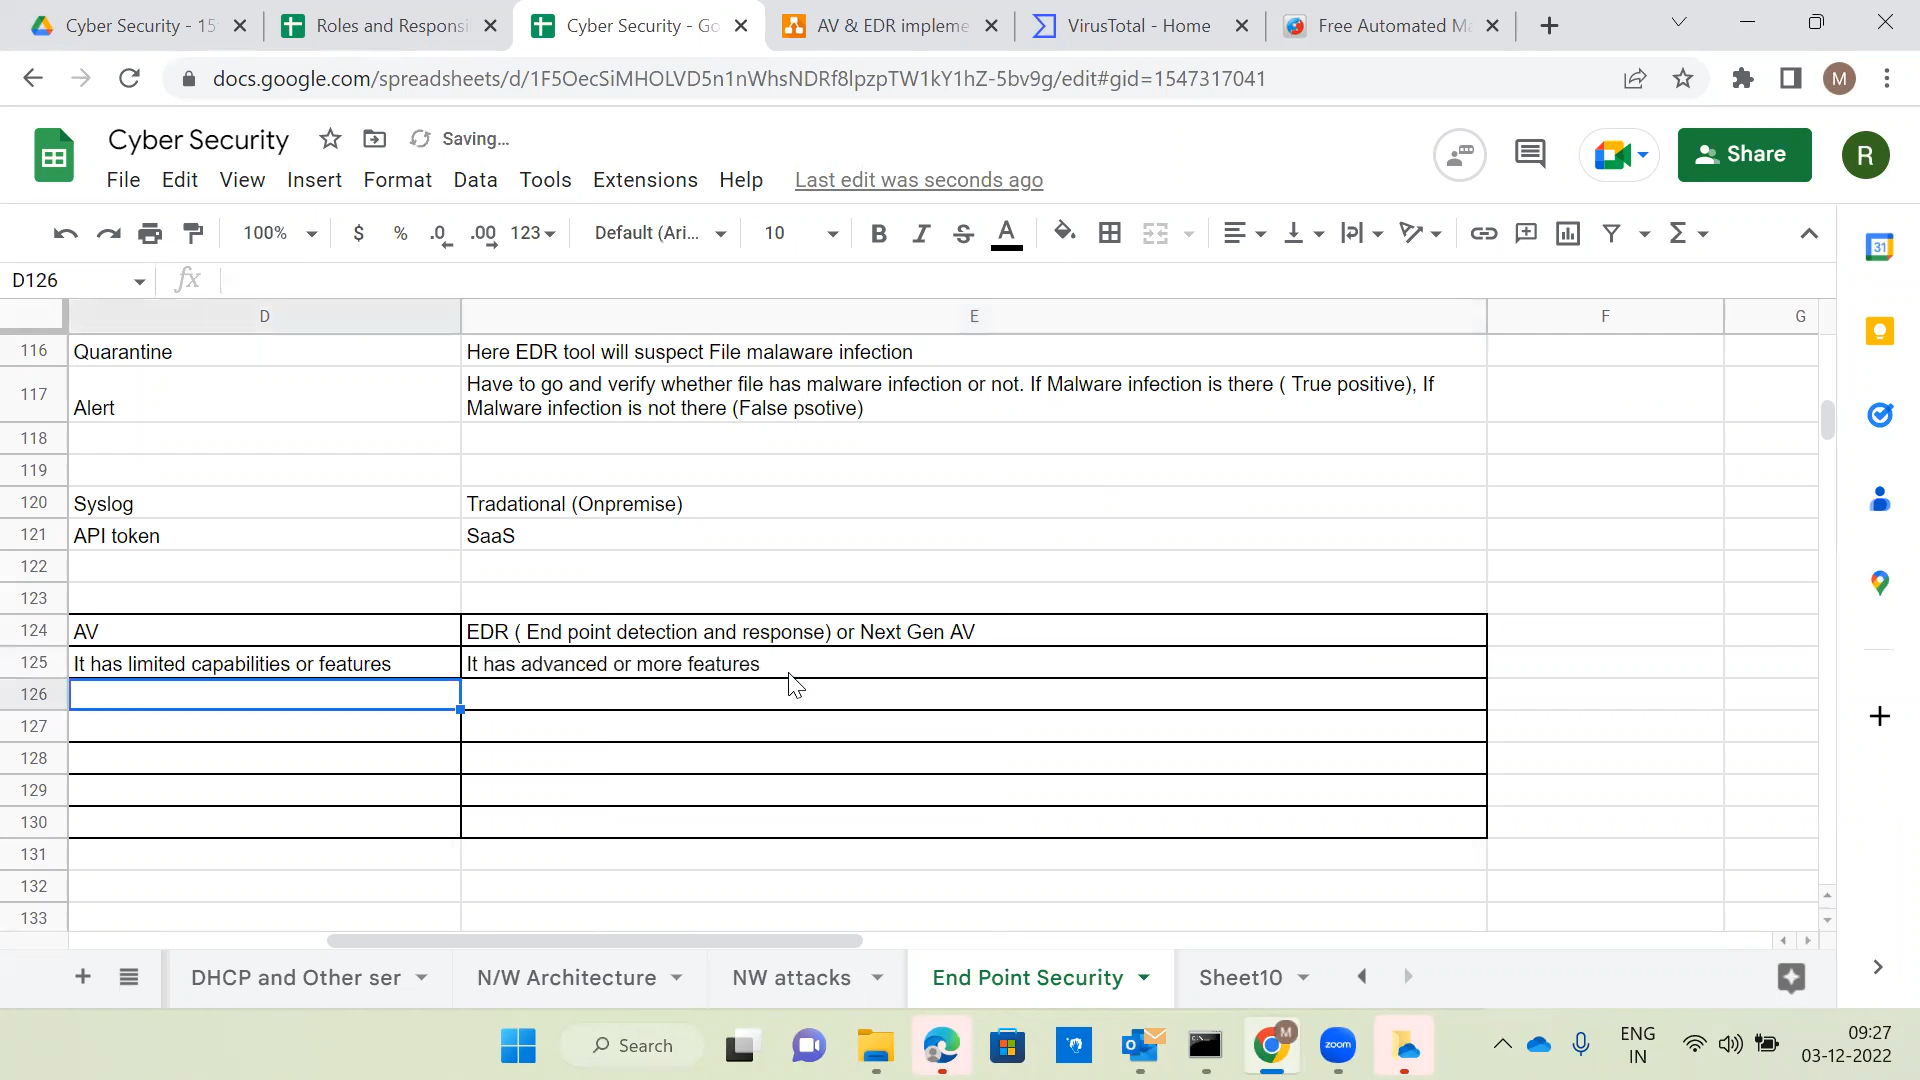 Cyber Security - 15
Roles and Responsi
Cyber Security - Go
AV & EDR impleme
VirusTotal - Home
Free Automated Ma
docs.google.com/spreadsheets/d/1F5OecSiMHOLVD5n1nWhsNDRf8lpzpTW1kY1hZ-5bv9g/edit#gid=1547317041
M
Cyber Security
Saving...
Share
R
File Edit View Insert Format Data Tools Extensions Help Last edit was seconds ago
100% $ % .0 .00 123 Default (Ari... 10 B I S A
31
D126 fx
D E F G
116 Quarantine Here EDR tool will suspect File malaware infection
117 Alert Have to go and verify whether file has malware infection or not. If Malware infection is there ( True positive), If
Malware infection is not there (False psotive)
118
119
120 Syslog Tradational (Onpremise)
121 API token SaaS
122
123
124 AV EDR ( End point detection and response) or Next Gen AV
125 It has limited capabilities or features It has advanced or more features
126
127
128
129
130
131
132
133
DHCP and Other ser N/W Architecture NW attacks End Point Security Sheet10
Search
M
zoom
ENG
IN
09:27
03-12-2022